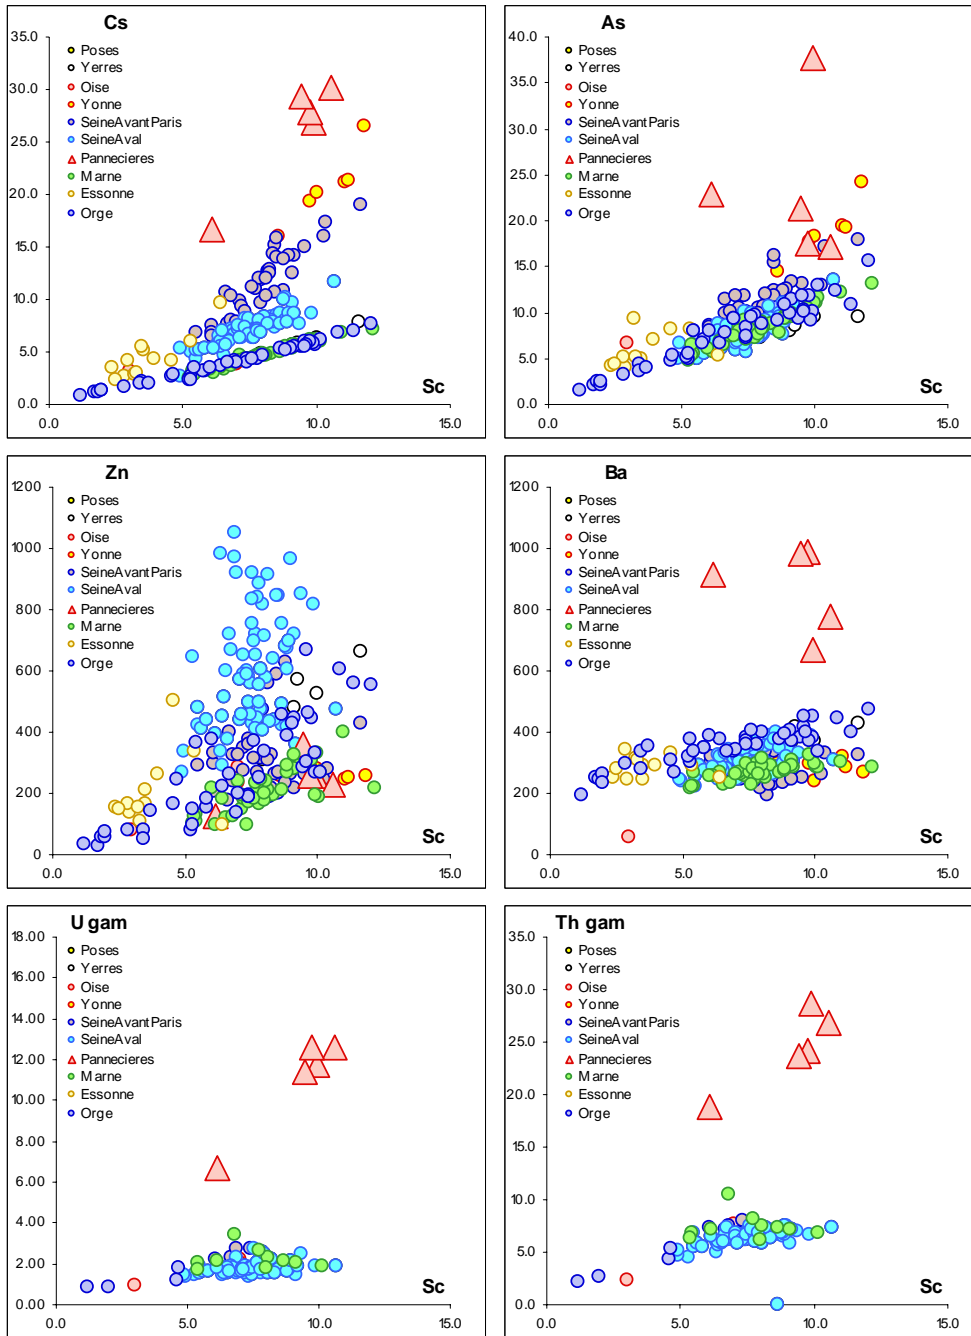 Cs
35.0
30.0
25.0
20.0
15.0
10.0
5.0
0.0
Poses
Yerres
Oise
Yonne
SeineAvantParis
SeineAval
Pannecieres
Marne
Essonne
Orge
Sc
0.0 5.0 10.0 15.0
As
40.0
35.0
30.0
25.0
20.0
15.0
10.0
5.0
0.0
Poses
Yerres
Oise
Yonne
SeineAvantParis
SeineAval
Pannecieres
Marne
Essonne
Orge
Sc
0.0 5.0 10.0 15.0
Zn
1200
1000
800
600
400
200
0
Poses
Yerres
Oise
Yonne
SeineAvantParis
SeineAval
Pannecieres
Marne
Essonne
Orge
Sc
0.0 5.0 10.0 15.0
Ba
1200
1000
800
600
400
200
0
Poses
Yerres
Oise
Yonne
SeineAvantParis
SeineAval
Pannecieres
Marne
Essonne
Orge
Sc
0.0 5.0 10.0 15.0
U gam
18.00
16.00
14.00
12.00
10.00
8.00
6.00
4.00
2.00
0.00
Poses
Yerres
Oise
Yonne
SeineAvantParis
SeineAval
Pannecieres
Marne
Essonne
Orge
Sc
0.0 5.0 10.0 15.0
Th gam
35.0
30.0
25.0
20.0
15.0
10.0
5.0
0.0
Poses
Yerres
Oise
Yonne
SeineAvantParis
SeineAval
Pannecieres
Marne
Essonne
Orge
Sc
0.0 5.0 10.0 15.0